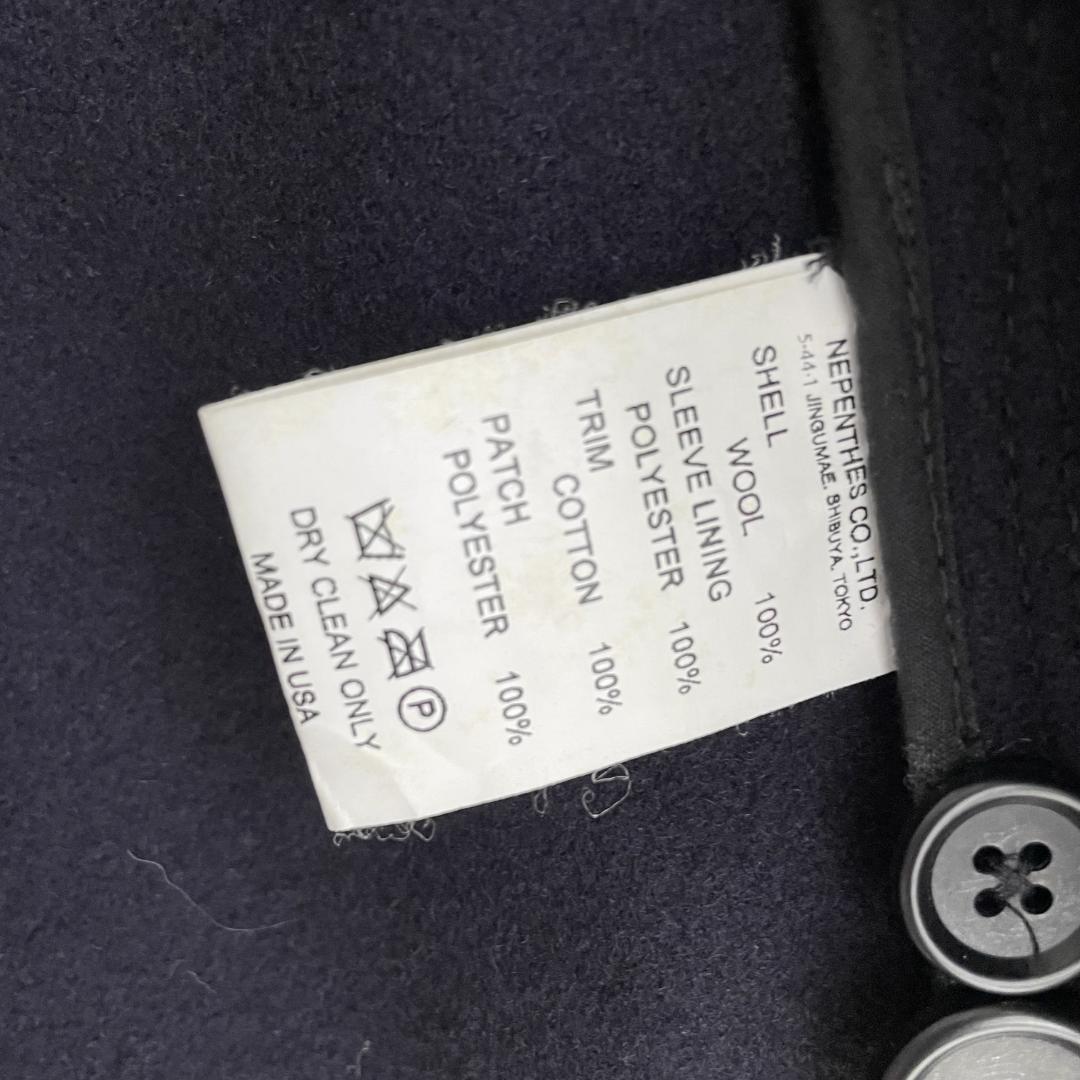 NEPENTHES CO.,LTD.
5-44-1 JINGUMAE, SHIBUYA, TOKYO
SHELL
WOOL 100%
SLEEVE LINING
POLYESTER 100%
TRIM
COTTON 100%
PATCH
POLYESTER 100%
P
DRY CLEAN ONLY
MADE IN USA